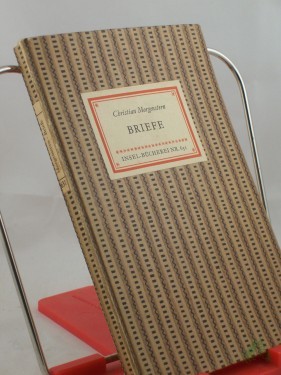 Christian Morgenstern
BRIEFE
INSEL-BÜCHEREI NR.